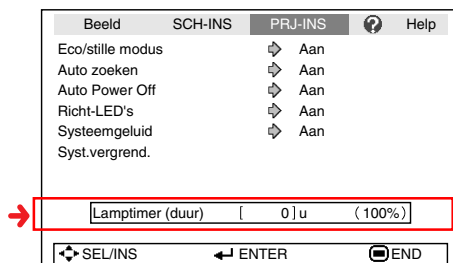 Beeld SCH-INS PRJ-INS ? Help
Eco/stille modus Aan
Auto zoeken Aan
Auto Power Off Aan
Richt-LED's Aan
Systeemgeluid Aan
Syst.vergrend.
Lamptimer (duur) [ 0 ] u ( 100% )
SEL/INS ENTER END